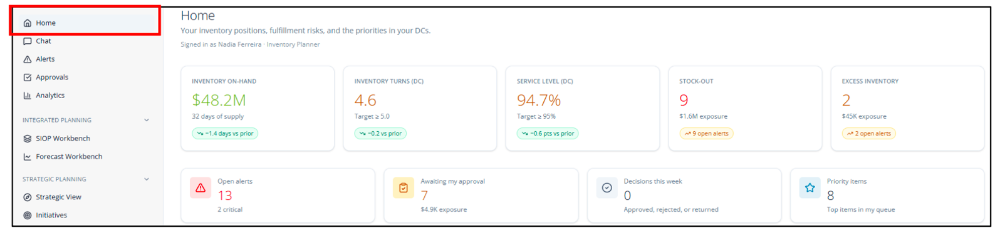 Home
Chat
Alerts
Approvals
Analytics
INTEGRATED PLANNING
SIOP Workbench
Forecast Workbench
STRATEGIC PLANNING
Strategic View
Initiatives
Home
Your inventory positions, fulfillment risks, and the priorities in your DCs.
Signed in as Nadia Ferreira · Inventory Planner
INVENTORY ON-HAND
$48.2M
32 days of supply
−1.4 days vs prior
INVENTORY TURNS (DC)
4.6
Target ≥ 5.0
−0.2 vs prior
SERVICE LEVEL (DC)
94.7%
Target ≥ 95%
−0.6 pts vs prior
STOCK-OUT
9
$1.6M exposure
9 open alerts
EXCESS INVENTORY
2
$45K exposure
2 open alerts
Open alerts
13
2 critical
Awaiting my approval
7
$4.9K exposure
Decisions this week
0
Approved, rejected, or returned
Priority items
8
Top items in my queue